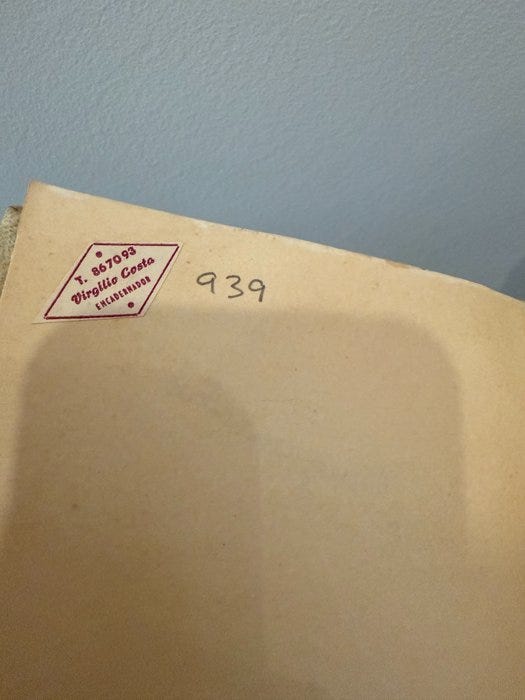 T. 867093
Virgilio Costa
ENCADERNADOR
939